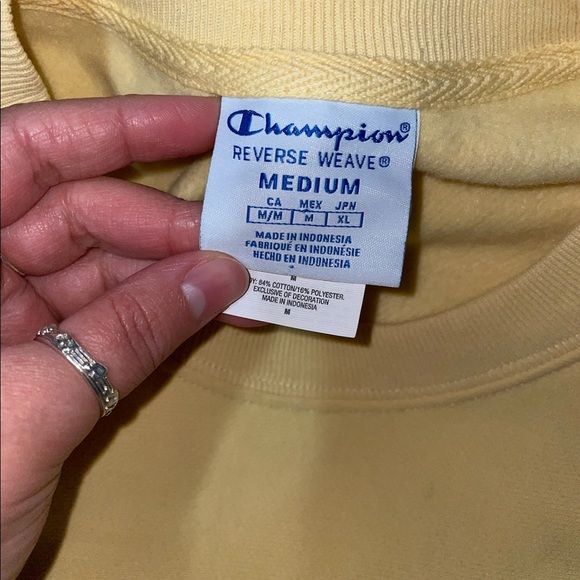 Champion®
REVERSE WEAVE®
MEDIUM
CA MEX JPN
M/M M XL
MADE IN INDONESIA
FABRIQUÉ EN INDONÉSIE
HECHO EN INDONESIA
M
84% COTTON/16% POLYESTER.
EXCLUSIVE OF DECORATION
MADE IN INDONESIA
M